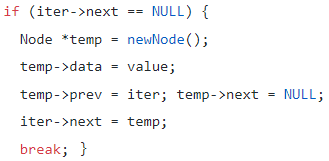 if (iter->next == NULL) {
Node *temp = newNode();
temp->data = value;
temp->prev = iter; temp->next = NULL;
iter->next = temp;
break; }